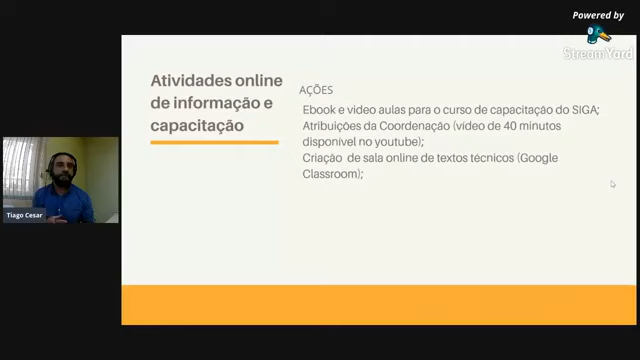 Powered by
StreamYard
Atividades online
de informação e
capacitação
AÇÕES
Ebook e video aulas para o curso de capacitação do SIGA;
Atribuições da Coordenação (vídeo de 40 minutos
disponível no youtube);
Criação de sala online de textos técnicos (Google
Classroom);
Tiago Cesar